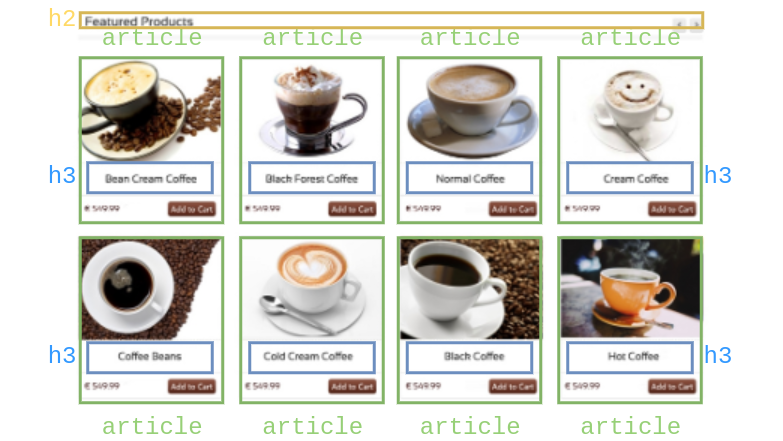 h2 Featured Products
article article article article
h3 Bean Cream Coffee Blach Forest Coffee Normal Coffee Cream Coffee h3
€ 549.99 Add to Cart € 549.99 Add to Cart € 549.99 Add to Cart € 549.99 Add to Cart
h3 Coffee Beans Cold Cream Coffee Black Coffee Hot Coffee h3
€ 549.99 Add to Cart € 549.99 Add to Cart € 549.99 Add to Cart € 549.99 Add to Cart
article article article article